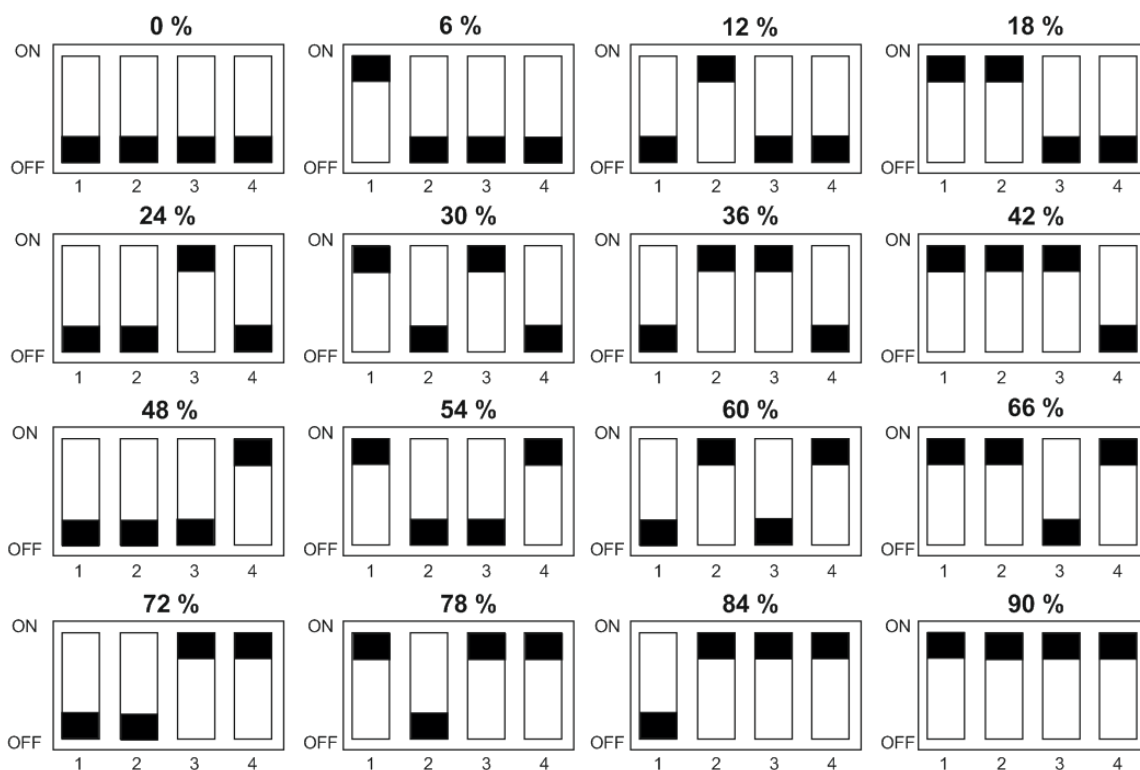 0 % 6 % 12 % 18 %
ON ON ON ON
OFF OFF OFF OFF
1 2 3 4 1 2 3 4 1 2 3 4 1 2 3 4
24 % 30 % 36 % 42 %
ON ON ON ON
OFF OFF OFF OFF
1 2 3 4 1 2 3 4 1 2 3 4 1 2 3 4
48 % 54 % 60 % 66 %
ON ON ON ON
OFF OFF OFF OFF
1 2 3 4 1 2 3 4 1 2 3 4 1 2 3 4
72 % 78 % 84 % 90 %
ON ON ON ON
OFF OFF OFF OFF
1 2 3 4 1 2 3 4 1 2 3 4 1 2 3 4